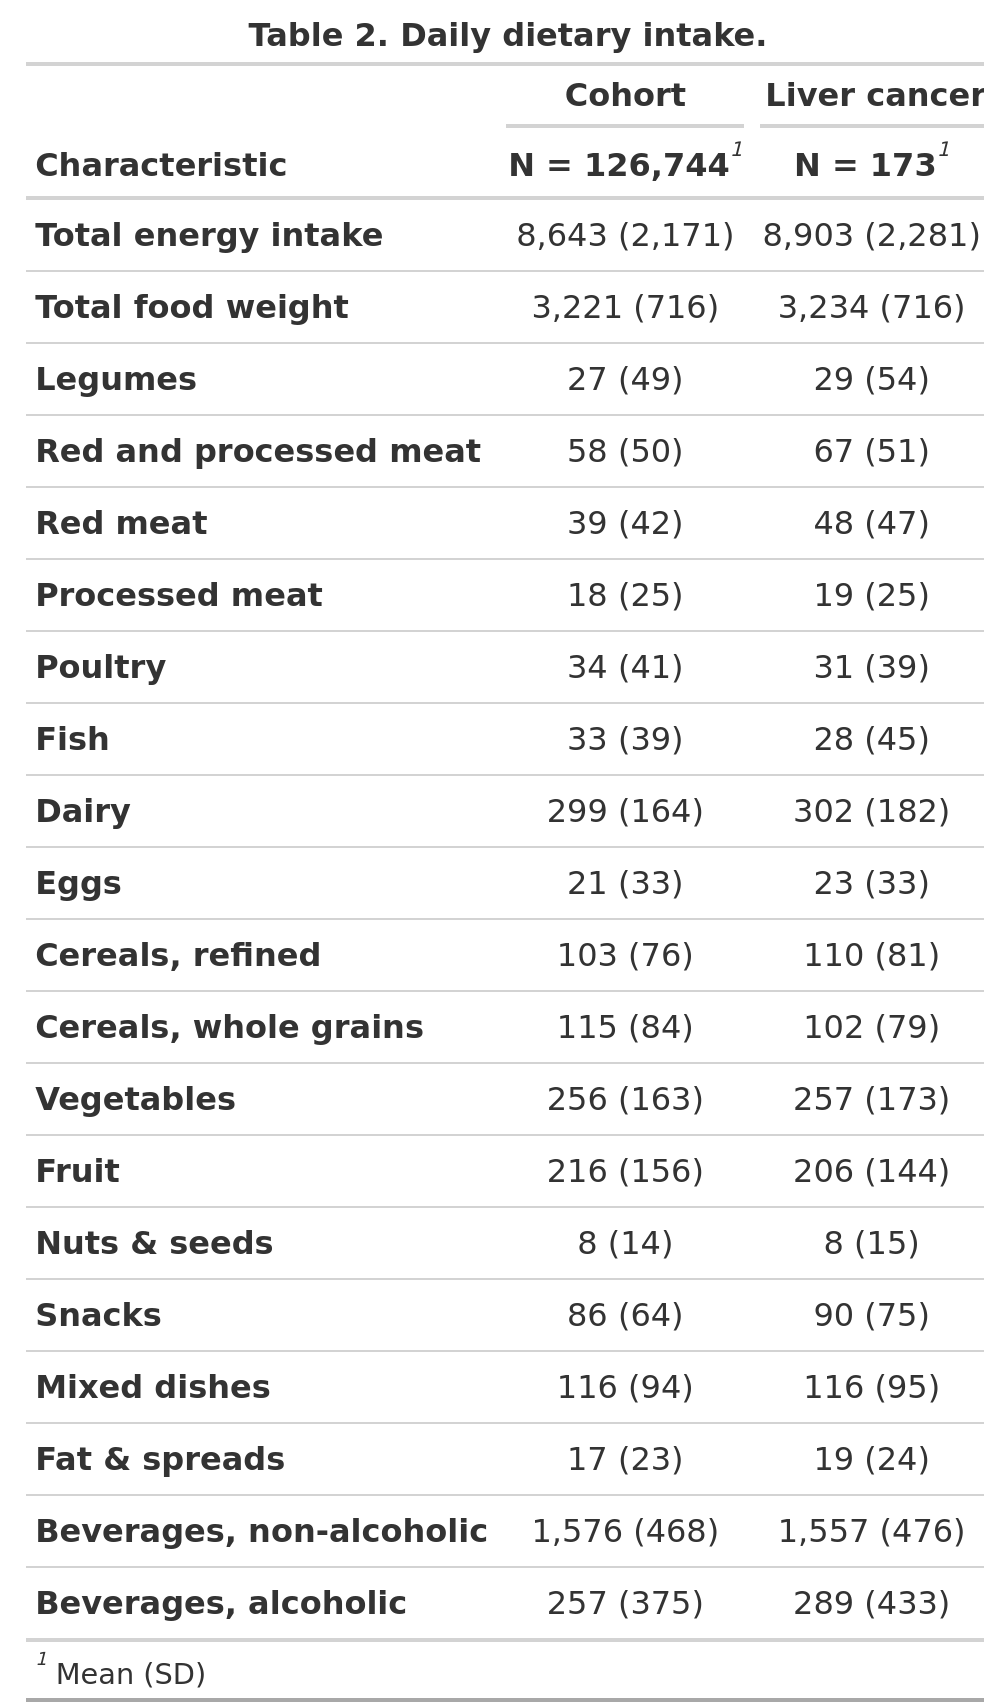 Table 2. Daily dietary intake.
Cohort Liver cancer
Characteristic N = 126,744¹ N = 173¹
Total energy intake 8,643 (2,171) 8,903 (2,281)
Total food weight 3,221 (716) 3,234 (716)
Legumes 27 (49) 29 (54)
Red and processed meat 58 (50) 67 (51)
Red meat 39 (42) 48 (47)
Processed meat 18 (25) 19 (25)
Poultry 34 (41) 31 (39)
Fish 33 (39) 28 (45)
Dairy 299 (164) 302 (182)
Eggs 21 (33) 23 (33)
Cereals, refined 103 (76) 110 (81)
Cereals, whole grains 115 (84) 102 (79)
Vegetables 256 (163) 257 (173)
Fruit 216 (156) 206 (144)
Nuts & seeds 8 (14) 8 (15)
Snacks 86 (64) 90 (75)
Mixed dishes 116 (94) 116 (95)
Fat & spreads 17 (23) 19 (24)
Beverages, non-alcoholic 1,576 (468) 1,557 (476)
Beverages, alcoholic 257 (375) 289 (433)
¹ Mean (SD)